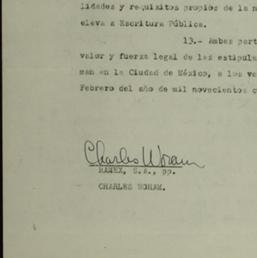 lidades y requisitos propios de la n
eleva a Escritura Pública.
13.- Ambas part
valor y fuerza legal de las estipula
man en la Ciudad de México, a los ve
Febrero del año de mil novecientos c
Charles Woram
RAMEX, S.A., pp.
CHARLES WORAM.